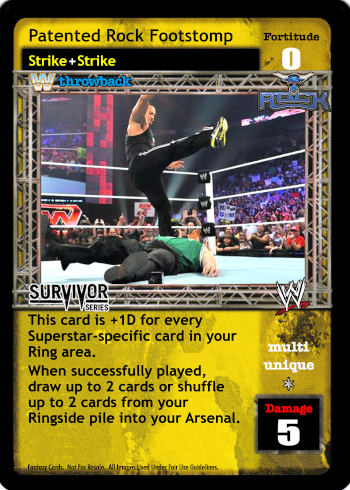 Patented Rock Footstomp
Fortitude
0
Strike+Strike
W throwback
ROCK
SURVIVOR
SERIES
W
This card is +1D for every
Superstar-specific card in your
Ring area.
When successfully played,
draw up to 2 cards or shuffle
up to 2 cards from your
Ringside pile into your Arsenal.
multi
unique
*
Damage
5
Fantasy Cards. Not For Resale. All Images Used Under Fair Use Guidelines.